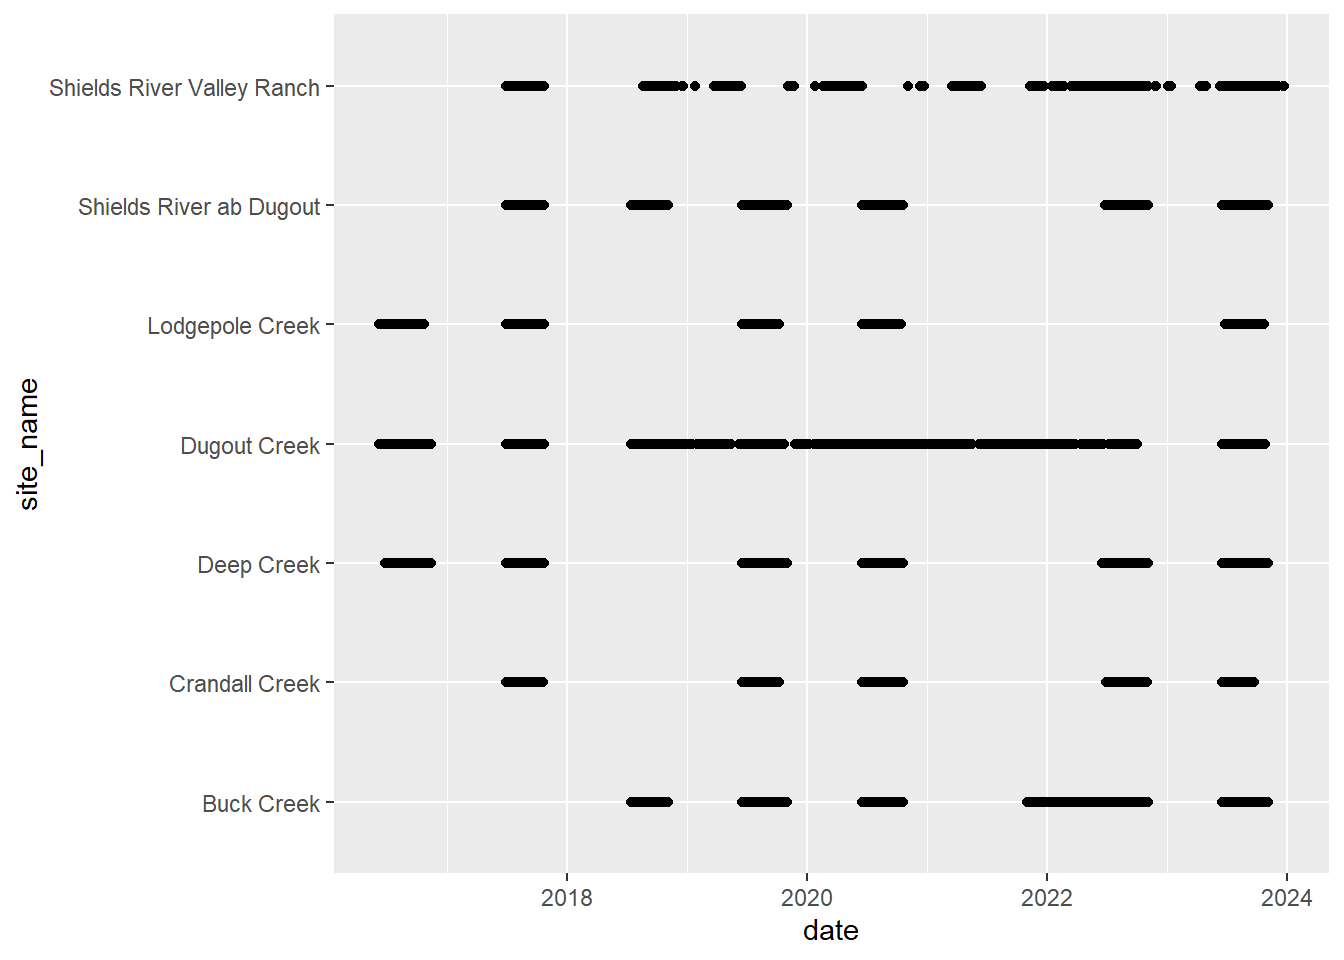 Shields River Valley Ranch
Shields River ab Dugout
Lodgepole Creek
Dugout Creek
Deep Creek
Crandall Creek
Buck Creek
site_name
2018 2020 2022 2024
date